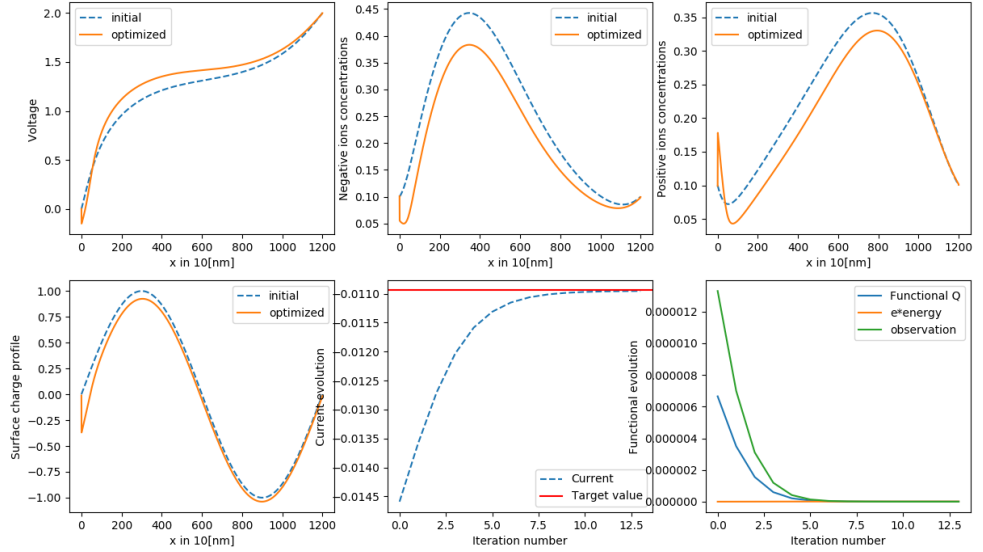 initial
optimized
2.0
1.5
1.0
0.5
0.0
Voltage
0 200 400 600 800 1000 1200
x in 10[nm]
initial
optimized
0.45
0.40
0.35
0.30
0.25
0.20
0.15
0.10
0.05
Negative ions concentrations
0 200 400 600 800 1000 1200
x in 10[nm]
initial
optimized
0.35
0.30
0.25
0.20
0.15
0.10
0.05
Positive ions concentrations
0 200 400 600 800 1000 1200
x in 10[nm]
initial
optimized
1.00
0.75
0.50
0.25
0.00
−0.25
−0.50
−0.75
−1.00
Surface charge profile
0 200 400 600 800 1000 1200
x in 10[nm]
−0.0110
−0.0115
−0.0120
−0.0125
−0.0130
−0.0135
−0.0140
−0.0145
Current evolution
Current
Target value
0.0 2.5 5.0 7.5 10.0 12.5
Iteration number
Functional Q
e*energy
observation
0.000012
0.000010
0.000008
0.000006
0.000004
0.000002
0.000000
Functional evolution
0.0 2.5 5.0 7.5 10.0 12.5
Iteration number